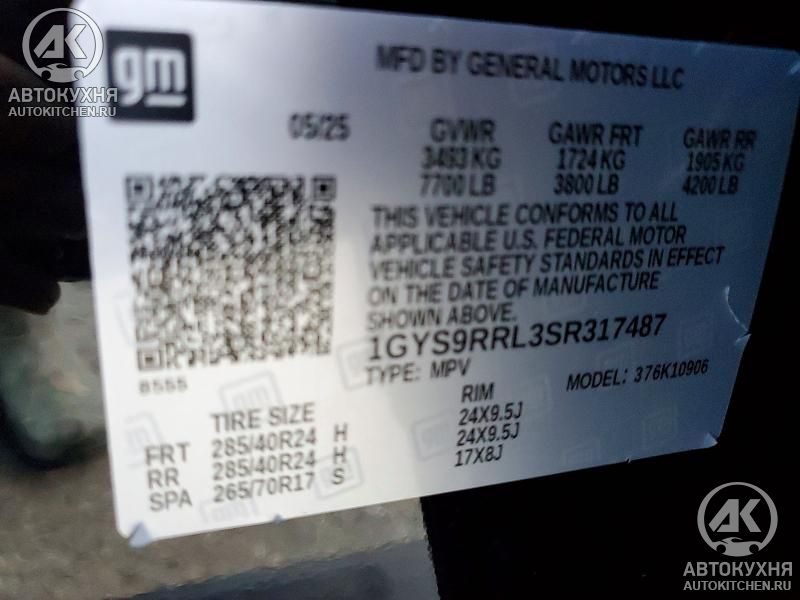 AK
АВТОКУХНЯ
AUTOKITCHEN.RU
gm
MFD BY GENERAL MOTORS LLC
05/25 GVWR GAWR FRT GAWR RR
3493 KG 1724 KG 1905 KG
7700 LB 3800 LB 4200 LB
THIS VEHICLE CONFORMS TO ALL
APPLICABLE U.S. FEDERAL MOTOR
VEHICLE SAFETY STANDARDS IN EFFECT
ON THE DATE OF MANUFACTURE
SHOWN ABOVE.
1GYS9RRL3SR317487
TYPE: MPV MODEL: 376K10906
8555
TIRE SIZE RIM
FRT 285/40R24 H 24X9.5J
RR 285/40R24 H 24X9.5J
SPA 265/70R17 S 17X8J
AK
АВТОКУХНЯ
AUTOKITCHEN.RU